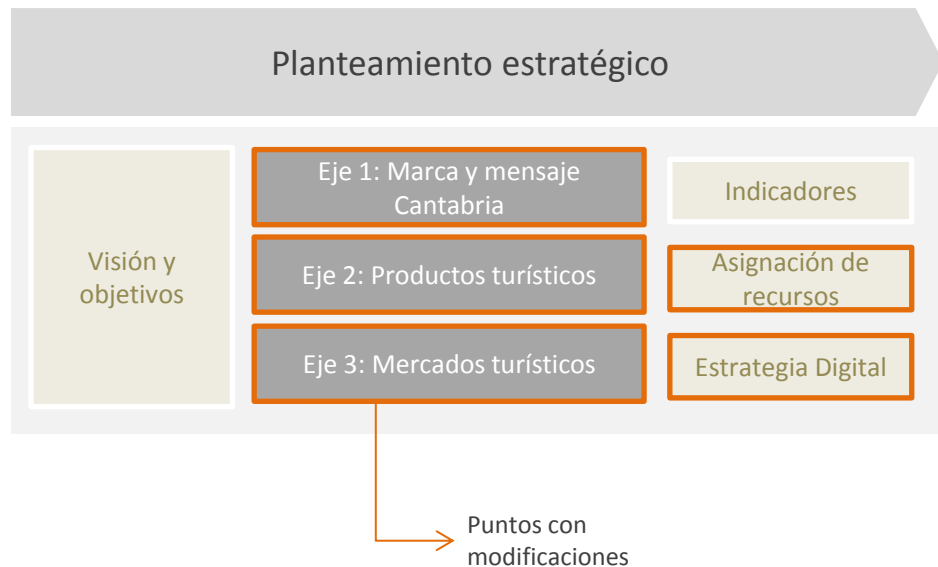 Planteamiento estratégico
Visión y
objetivos
Eje 1: Marca y mensaje
Cantabria
Eje 2: Productos turísticos
Eje 3: Mercados turísticos
Indicadores
Asignación de
recursos
Estrategia Digital
Puntos con
modificaciones